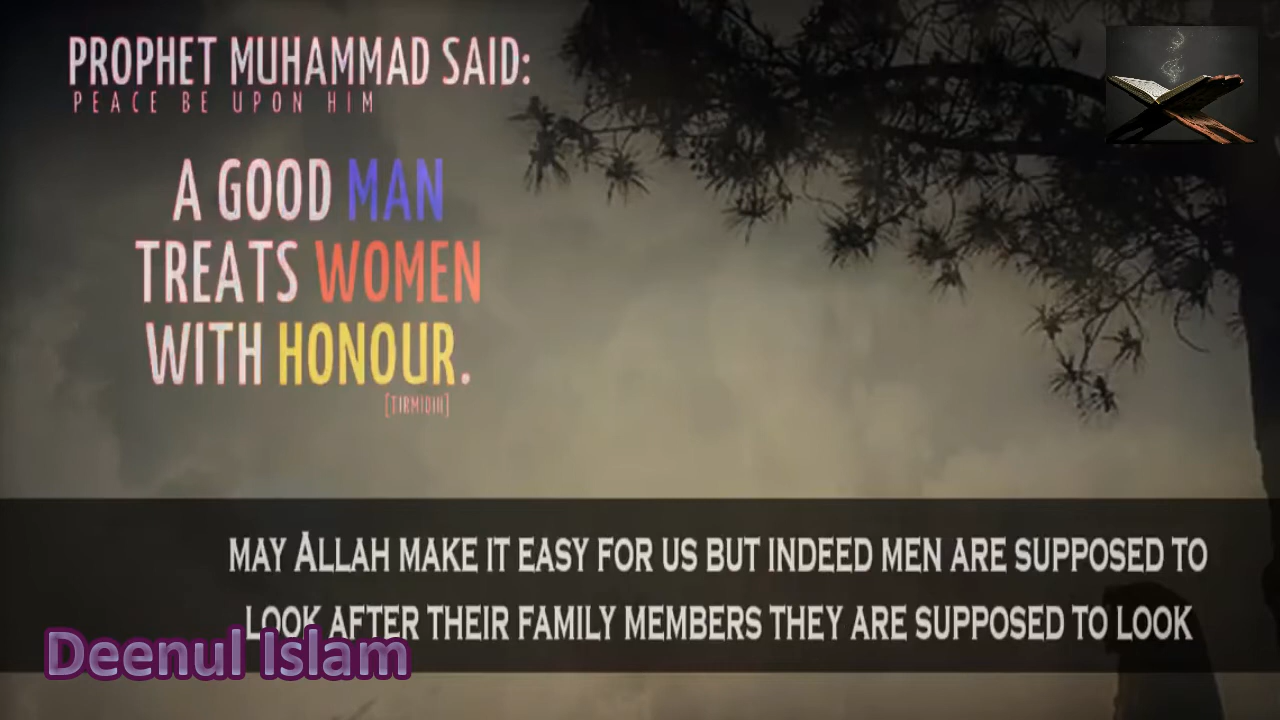 PROPHET MUHAMMAD SAID:
PEACE BE UPON HIM
A GOOD MAN
TREATS WOMEN
WITH HONOUR.
[TIRMIDHI]
MAY ALLAH MAKE IT EASY FOR US BUT INDEED MEN ARE SUPPOSED TO
LOOK AFTER THEIR FAMILY MEMBERS THEY ARE SUPPOSED TO LOOK
Deenul Islam